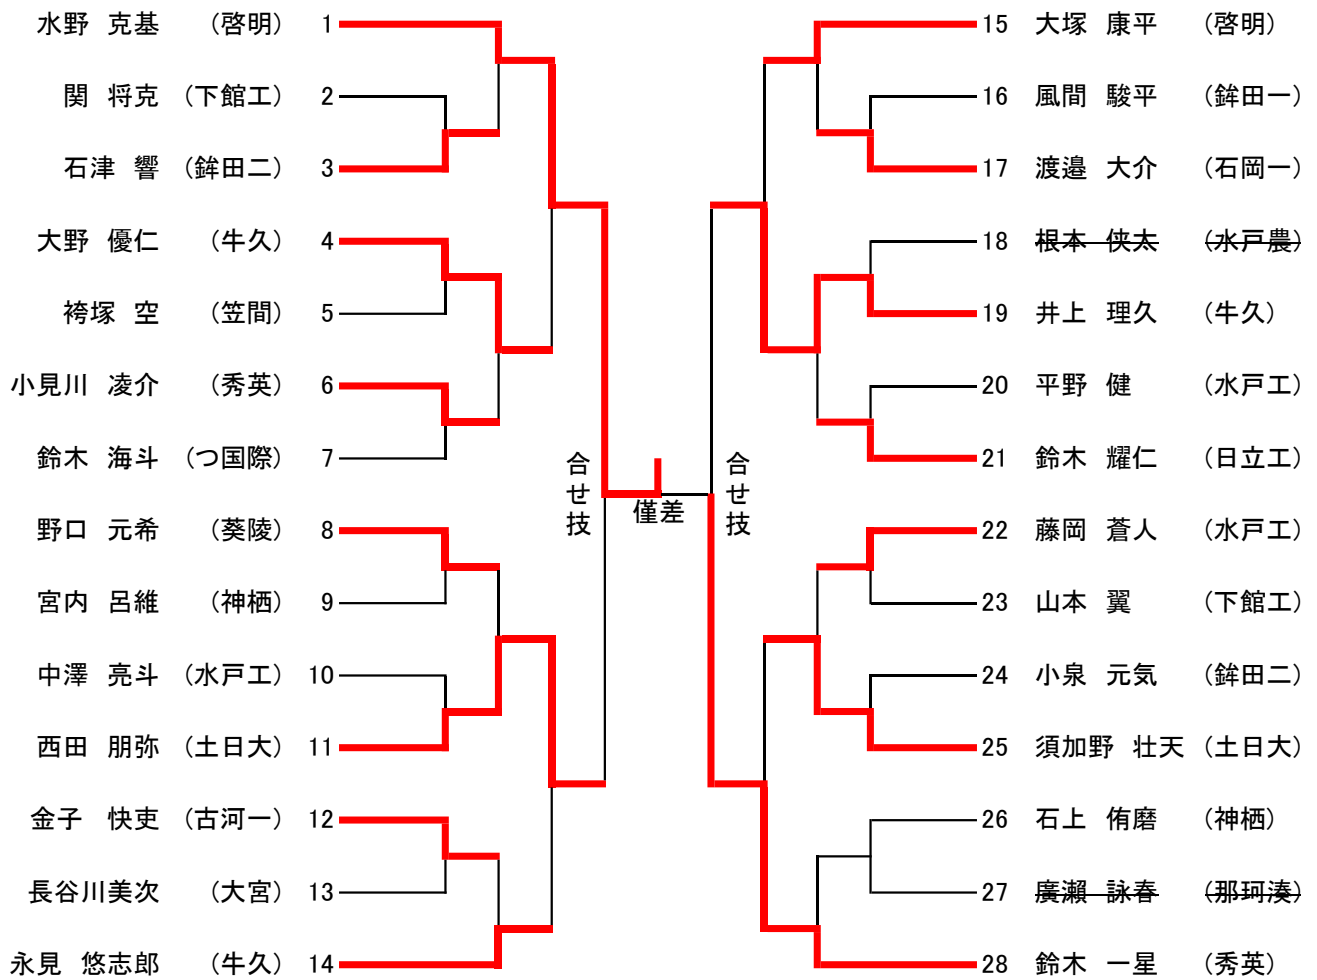 水野 克基 (啓明) 1
関 将克 (下館工) 2
石津 響 (鉾田二) 3
大野 優仁 (牛久) 4
袴塚 空 (笠間) 5
小見川 凌介 (秀英) 6
鈴木 海斗 (つ国際) 7
野口 元希 (葵陵) 8
宮内 呂維 (神栖) 9
中澤 亮斗 (水戸工) 10
西田 朋弥 (土日大) 11
金子 快吏 (古河一) 12
長谷川美次 (大宮) 13
永見 悠志郎 (牛久) 14
合せ技
僅差
合せ技
15 大塚 康平 (啓明)
16 風間 駿平 (鉾田一)
17 渡邉 大介 (石岡一)
18 根本 侠太 (水戸農)
19 井上 理久 (牛久)
20 平野 健 (水戸工)
21 鈴木 耀仁 (日立工)
22 藤岡 蒼人 (水戸工)
23 山本 翼 (下館工)
24 小泉 元気 (鉾田二)
25 須加野 壮天 (土日大)
26 石上 侑磨 (神栖)
27 廣瀬 詠春 (那珂湊)
28 鈴木 一星 (秀英)